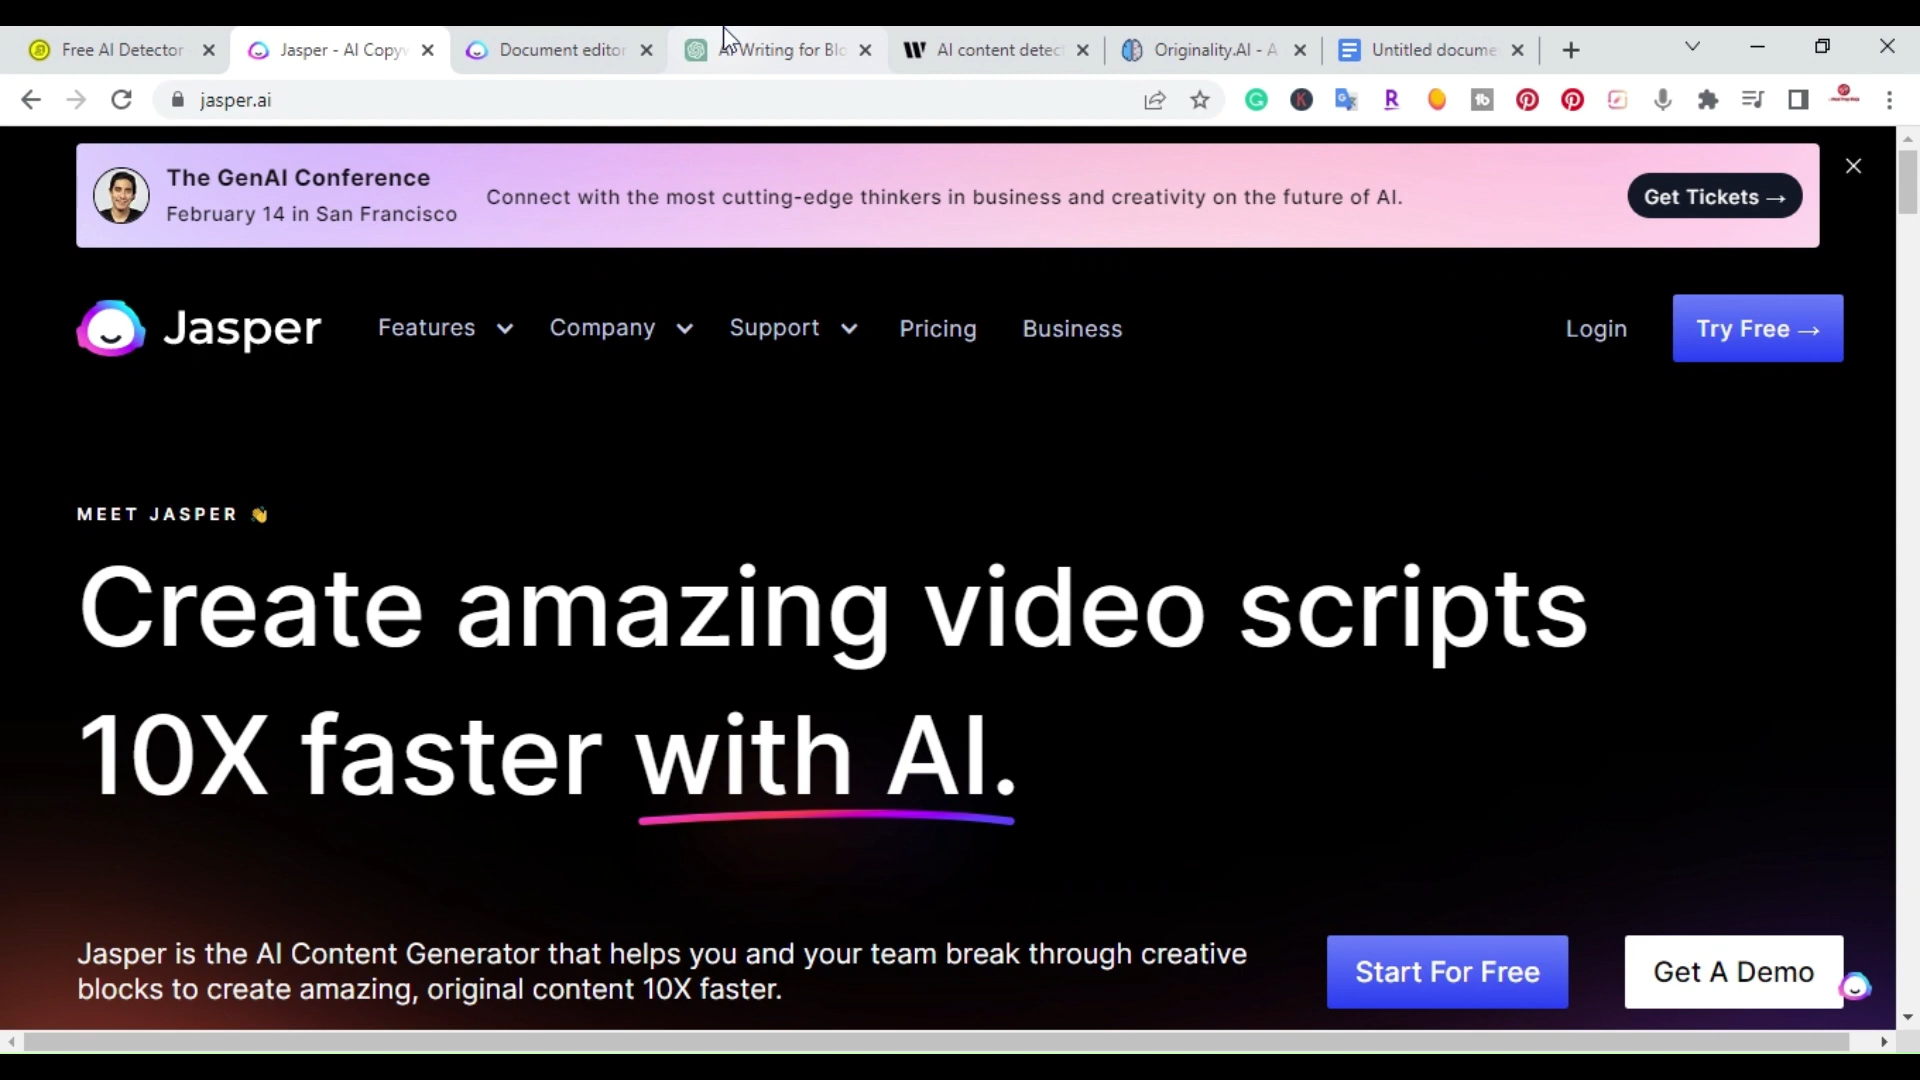 Free AI Detector
Jasper - AI Copyw
Document editor
Writing for Blo
AI content detect
Originality.AI - A
Untitled docume
jasper.ai
The GenAI Conference
February 14 in San Francisco
Connect with the most cutting-edge thinkers in business and creativity on the future of AI.
Get Tickets →
Jasper
Features
Company
Support
Pricing
Business
Login
Try Free →
MEET JASPER 👋
Create amazing video scripts
10X faster with AI.
Jasper is the AI Content Generator that helps you and your team break through creative
blocks to create amazing, original content 10X faster.
Start For Free
Get A Demo